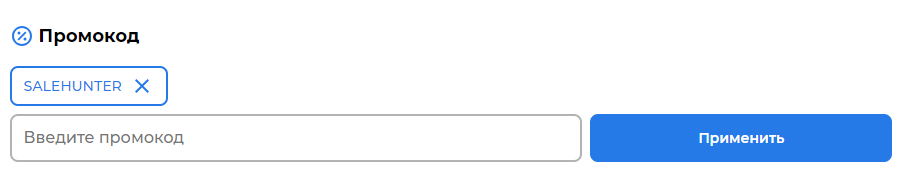 Промокод
SALEHUNTER
Введите промокод
Применить